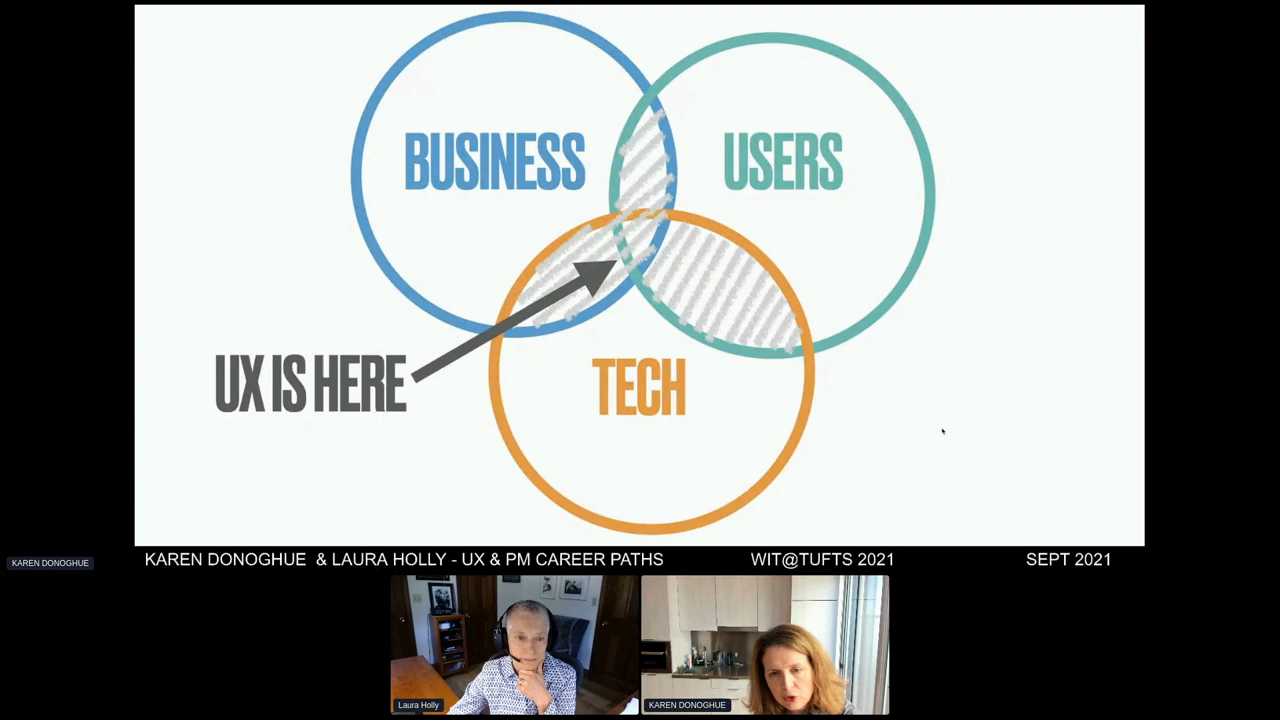 BUSINESS
USERS
UX IS HERE
TECH
KAREN DONOGHUE & LAURA HOLLY - UX & PM CAREER PATHS
WIT@TUFTS 2021
SEPT 2021
KAREN DONOGHUE
Laura Holly
KAREN DONOGHUE